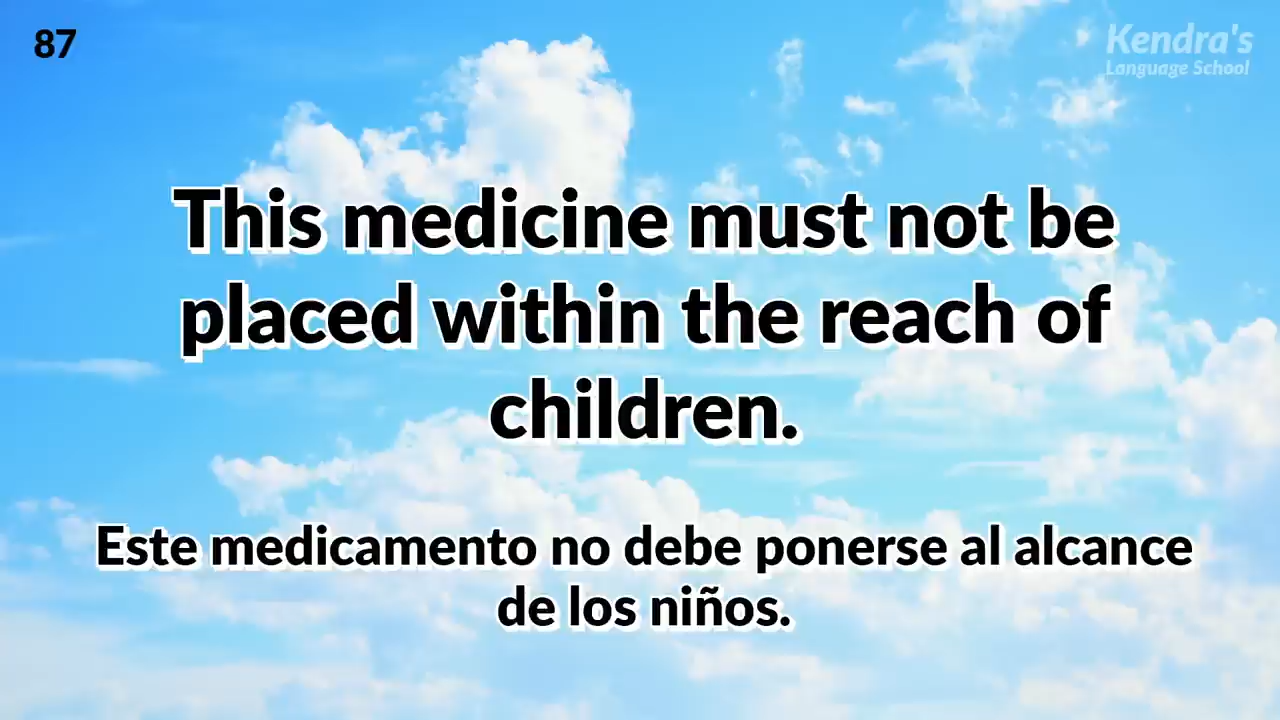 87
Kendra's
Language School
This medicine must not be
placed within the reach of
children.
Este medicamento no debe ponerse al alcance
de los niños.